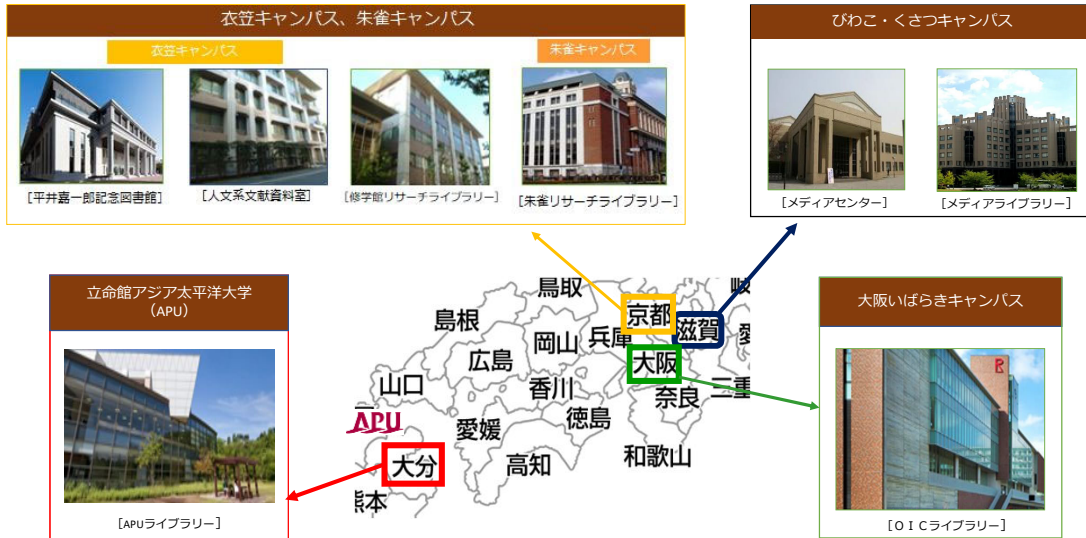 衣笠キャンパス、朱雀キャンパス
衣笠キャンパス
朱雀キャンパス
[平井嘉一郎記念図書館]
[人文系文献資料室]
[修学館リサーチライブラリー]
[朱雀リサーチライブラリー]
びわこ・くさつキャンパス
[メディアセンター]
[メディアライブラリー]
立命館アジア太平洋大学
(APU)
[APUライブラリー]
鳥取
京都
滋賀
島根
岡山
兵庫
広島
大阪
山口
香川
奈良
三重
APU
愛媛
徳島
大分
高知
和歌山
熊本
大阪いばらきキャンパス
R
[OICライブラリー]